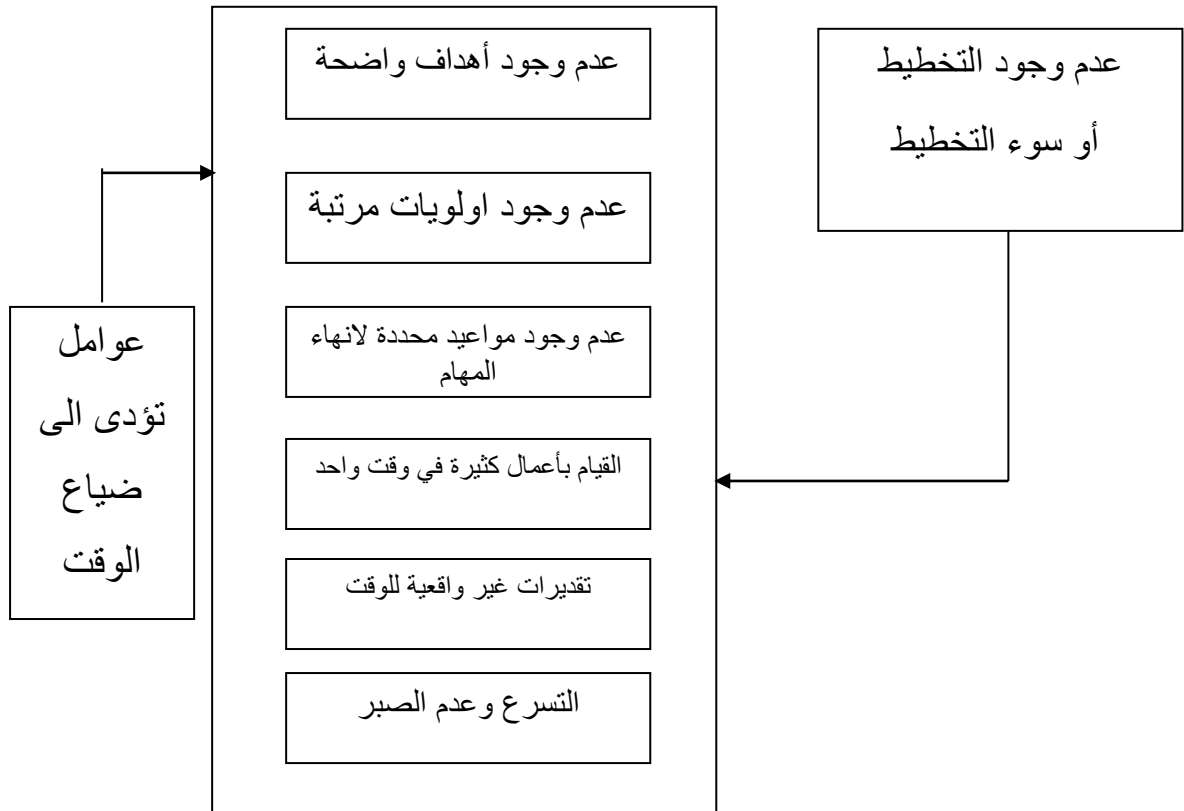 عدم وجود التخطيط
أو سوء التخطيط
عدم وجود أهداف واضحة
عدم وجود اولويات مرتبة
عدم وجود مواعيد محددة لانهاء
المهام
القيام بأعمال كثيرة في وقت واحد
تقديرات غير واقعية للوقت
التسرع وعدم الصبر
عوامل
تؤدى الى
ضياع
الوقت